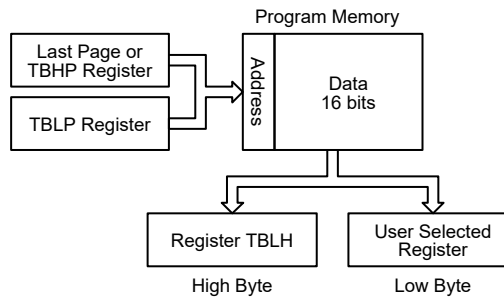 Program Memory
Last Page or
TBHP Register
TBLP Register
Address
Data
16 bits
Register TBLH
User Selected
Register
High Byte
Low Byte